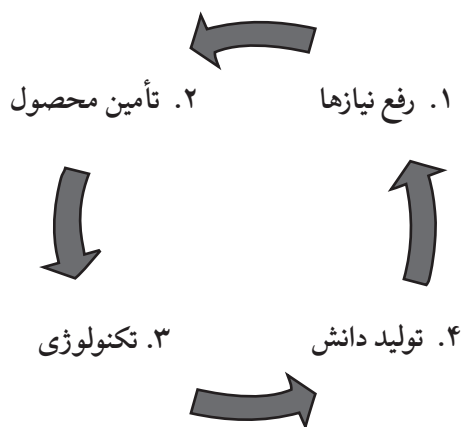 ۱. رفع نیازها
۲. تأمین محصول
۳. تکنولوژی
۴. تولید دانش